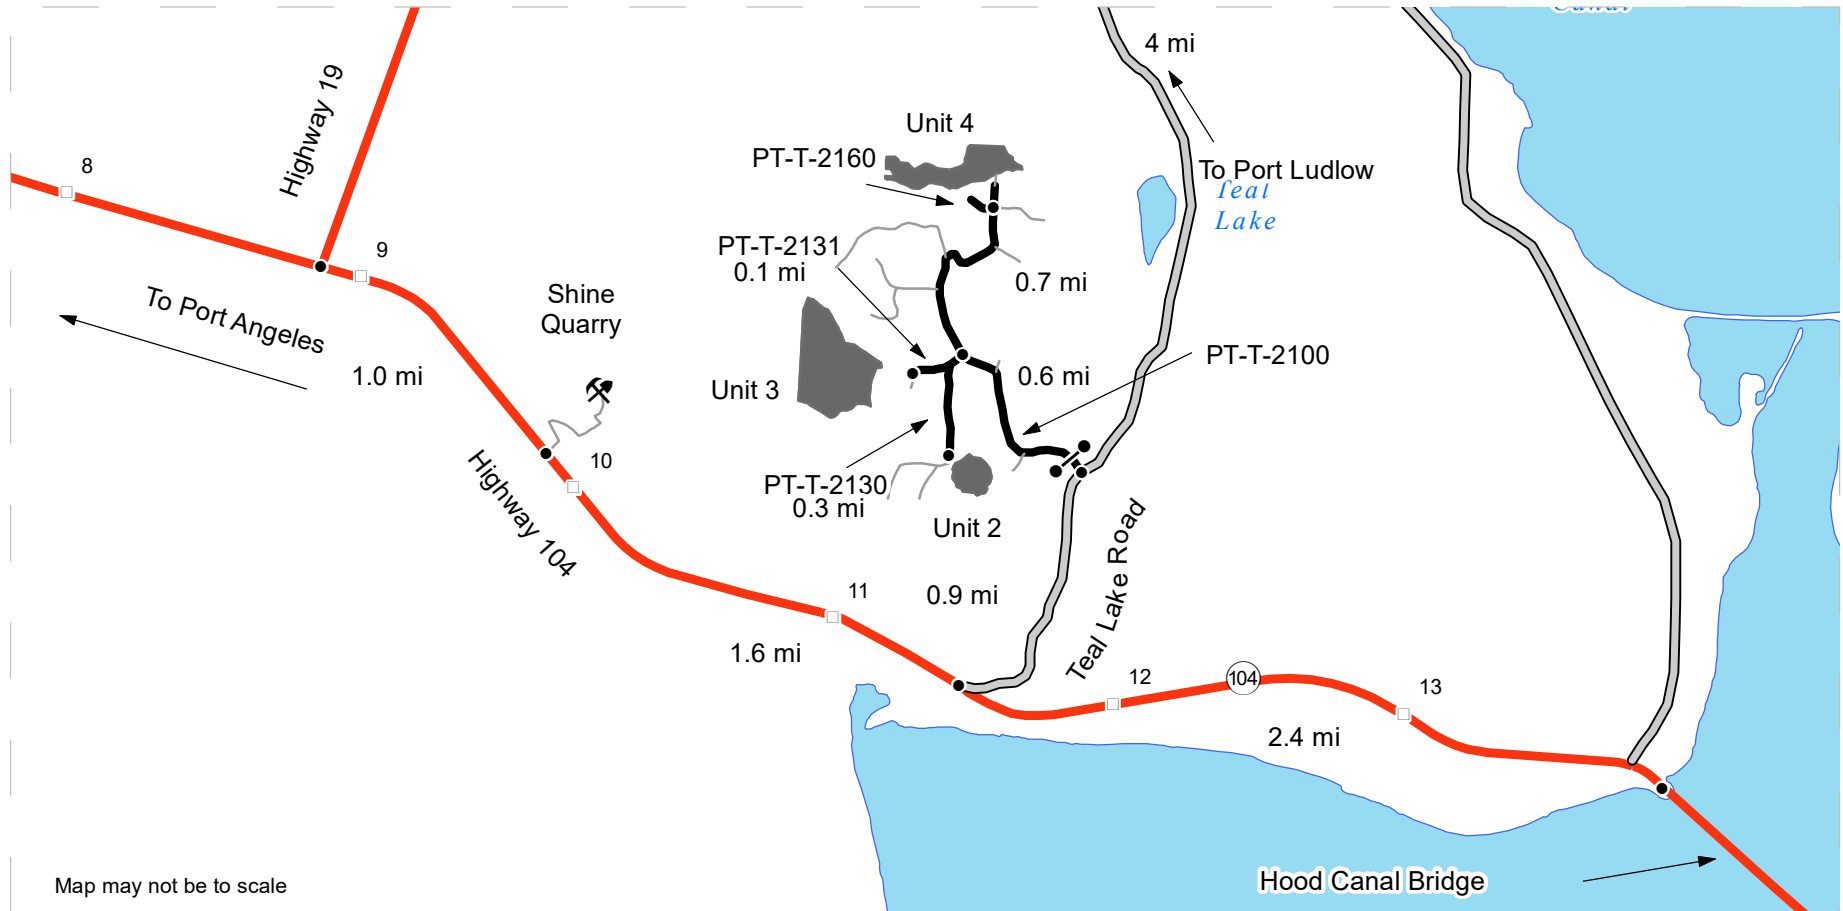 Canal
4 mi
Highway 19
Unit 4
PT-T-2160
8
To Port Ludlow
Teal
Lake
9
PT-T-2131
0.1 mi
0.7 mi
To Port Angeles
Shine
Quarry
1.0 mi
PT-T-2100
0.6 mi
Unit 3
10
Highway 104
PT-T-2130
0.3 mi
Unit 2
Teal Lake Road
11
0.9 mi
1.6 mi
12
104
13
2.4 mi
Hood Canal Bridge
Map may not be to scale